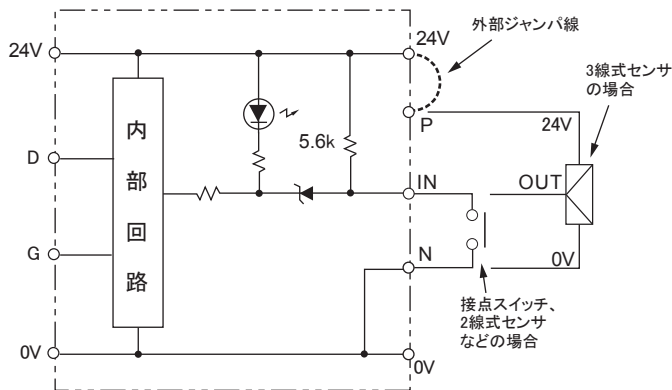 外部ジャンパ線
24V
24V
3線式センサ
の場合
P
24V
5.6k
内部回路
D
IN
OUT
G
N
0V
接点スイッチ、
2線式センサ
などの場合
0V
0V